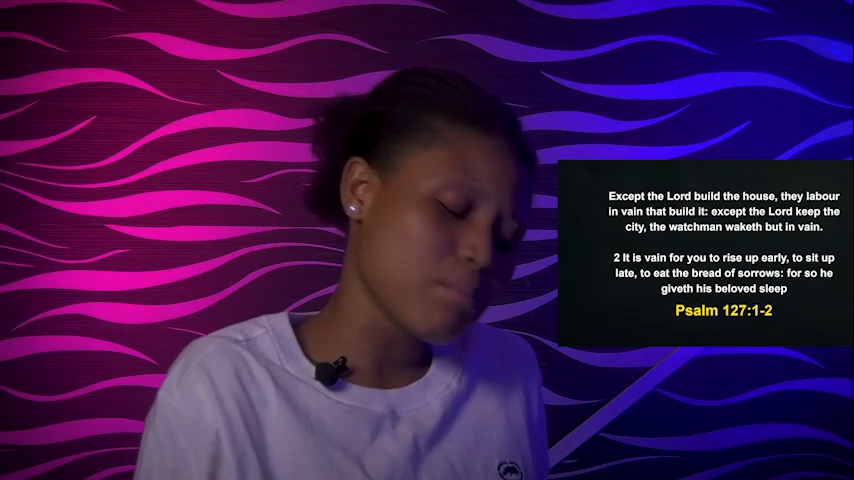 Except the Lord build the house, they labour
in vain that build it: except the Lord keep the
city, the watchman waketh but in vain.
2 It is vain for you to rise up early, to sit up
late, to eat the bread of sorrows: for so he
giveth his beloved sleep
Psalm 127:1-2